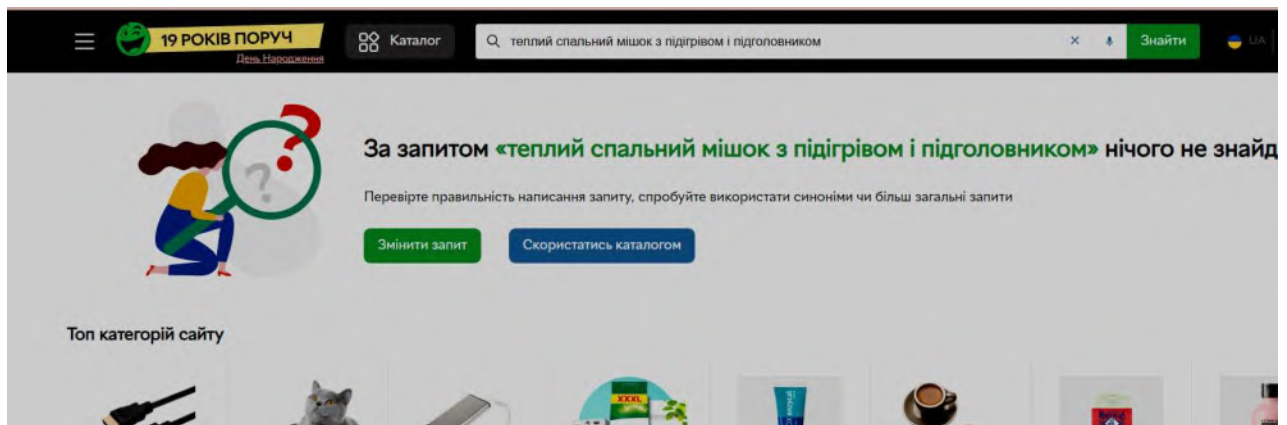 19 РОКІВ ПОРУЧ
День Народження
Каталог
теплий спальний мішок з підігрівом і підголовником
Знайти
UA
За запитом «теплий спальний мішок з підігрівом і підголовником» нічого не знайд
Перевірте правильність написання запиту, спробуйте використати синоніми чи більш загальні запити
Змінити запит
Скористатись каталогом
Топ категорій сайту
XXXL